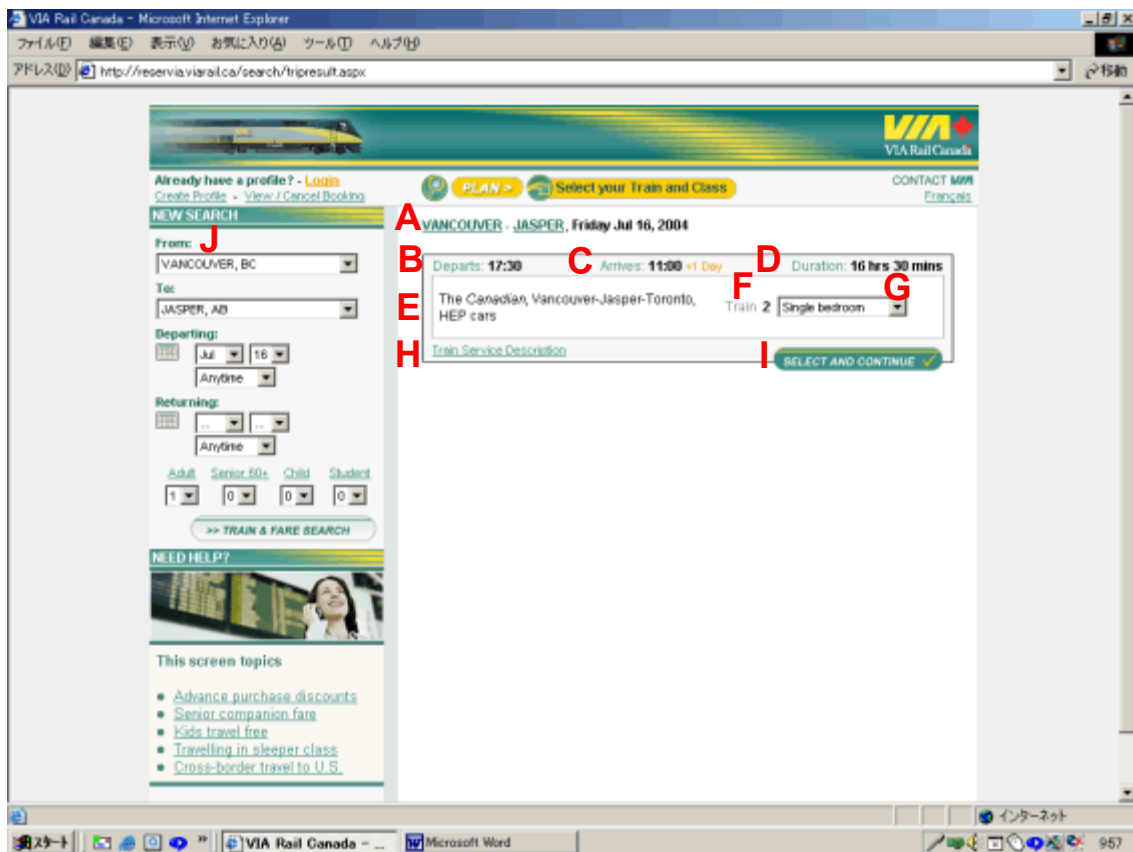 VIA Rail Canada - Microsoft Internet Explorer
ファイル(F) 編集(E) 表示(V) お気に入り(A) ツール(T) ヘルプ(H)
アドレス(D) http://reservia.viarail.ca/search/tripresult.aspx 移動
VIA
VIA Rail Canada
Already have a profile? - Login
Create Profile - View / Cancel Booking
PLAN > Select your Train and Class
CONTACT
Français
NEW SEARCH
J
From:
VANCOUVER, BC
To:
JASPER, AB
Departing:
Jul 16
Anytime
Returning:
... ...
Anytime
Adult Senior 60+ Child Student
1 0 0 0
>> TRAIN & FARE SEARCH
NEED HELP?
This screen topics
Advance purchase discounts
Senior companion fare
Kids travel free
Travelling in sleeper class
Cross-border travel to U.S.
A VANCOUVER - JASPER, Friday Jul 16, 2004
B Departs: 17:30 C Arrives: 11:00 +1 Day D Duration: 16 hrs 30 mins
F G
E The Canadian, Vancouver-Jasper-Toronto, HEP cars Train 2 Single bedroom
H Train Service Description I SELECT AND CONTINUE
インターネット
スタート VIA Rail Canada - ... Microsoft Word 9:57